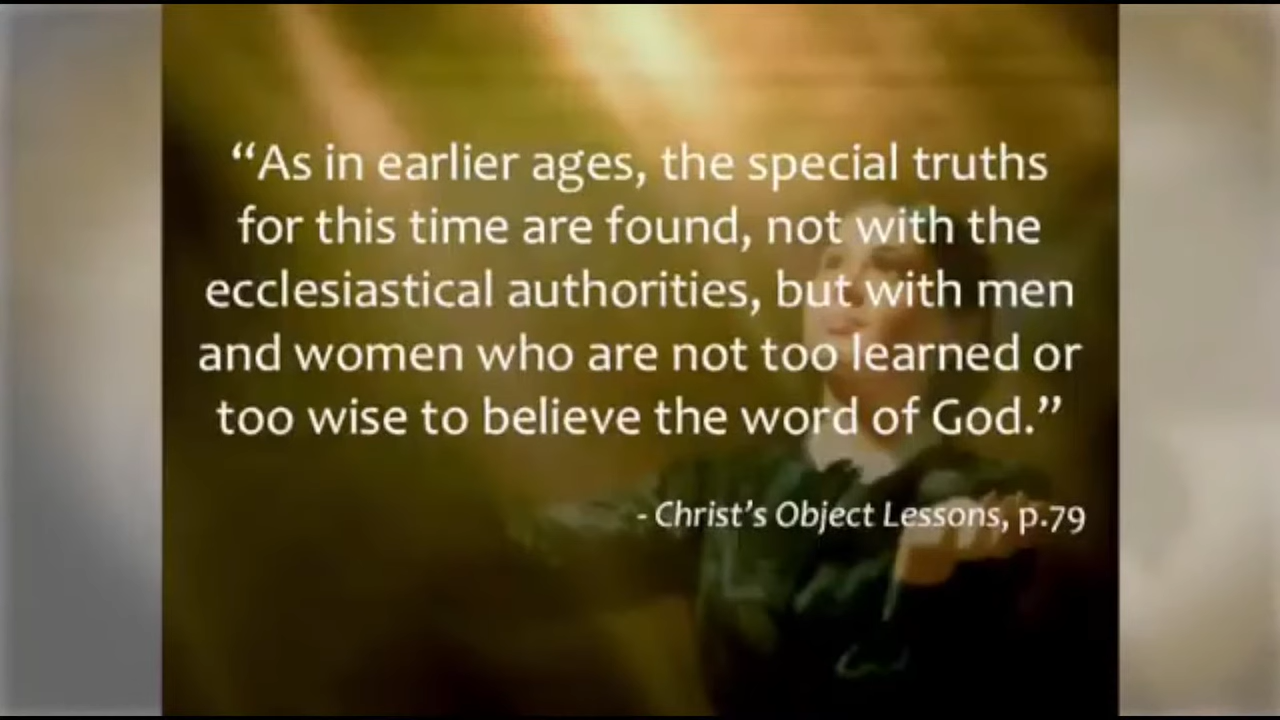 “As in earlier ages, the special truths
for this time are found, not with the
ecclesiastical authorities, but with men
and women who are not too learned or
too wise to believe the word of God.”
- Christ’s Object Lessons, p.79